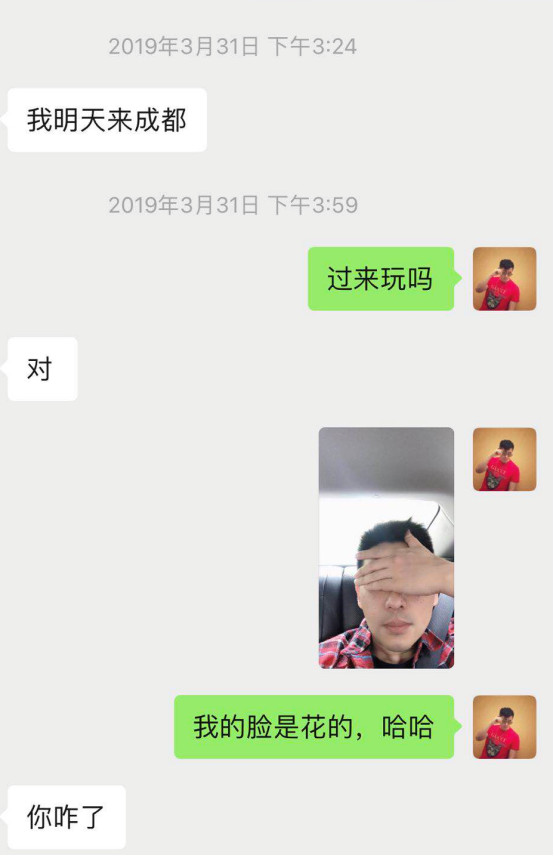 2019年3月31日 下午3:24
我明天来成都
2019年3月31日 下午3:59
过来玩吗
对
我的脸是花的，哈哈
你咋了